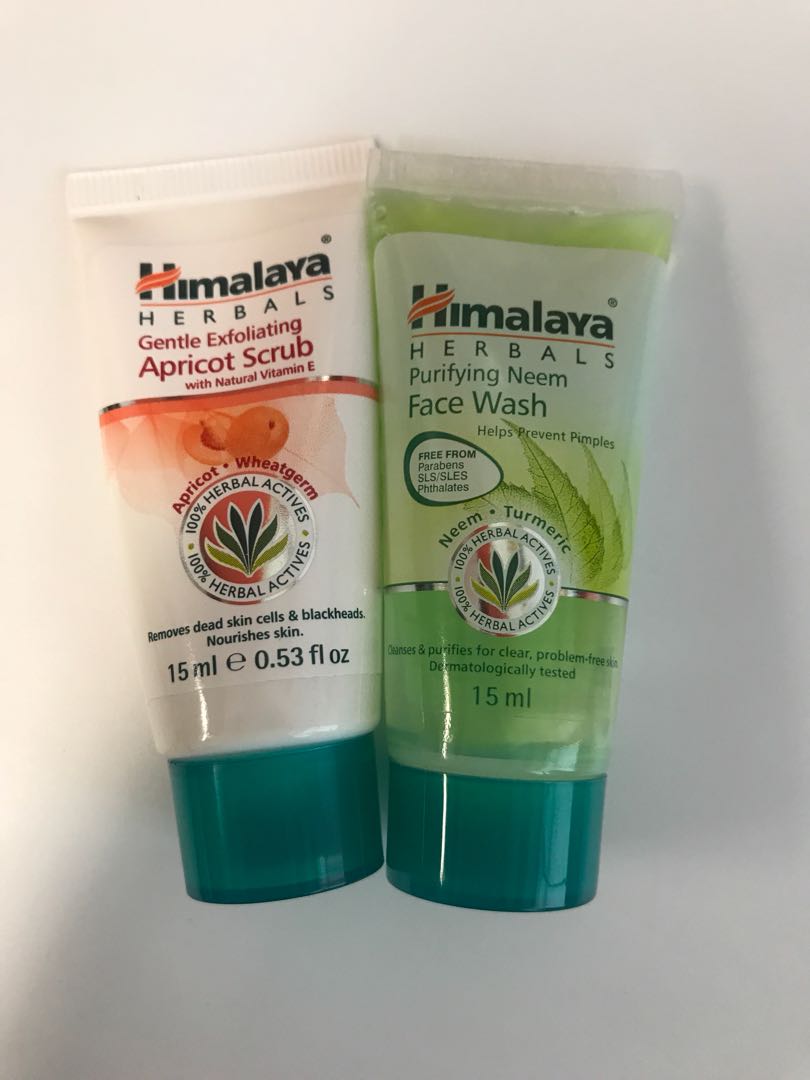 Himalaya®
HERBALS
Gentle Exfoliating
Apricot Scrub
with Natural Vitamin E
Apricot • Wheatgerm
100% HERBAL ACTIVES
100% HERBAL ACTIVES
Removes dead skin cells & blackheads.
Nourishes skin.
15 ml e 0.53 fl oz
Himalaya®
HERBALS
Purifying Neem
Face Wash
Helps Prevent Pimples
FREE FROM
Parabens
SLS/SLES
Phthalates
Neem • Turmeric
100% HERBAL ACTIVES
100% HERBAL ACTIVES
Cleanses & purifies for clear, problem-free skin
Dermatologically tested
15 ml